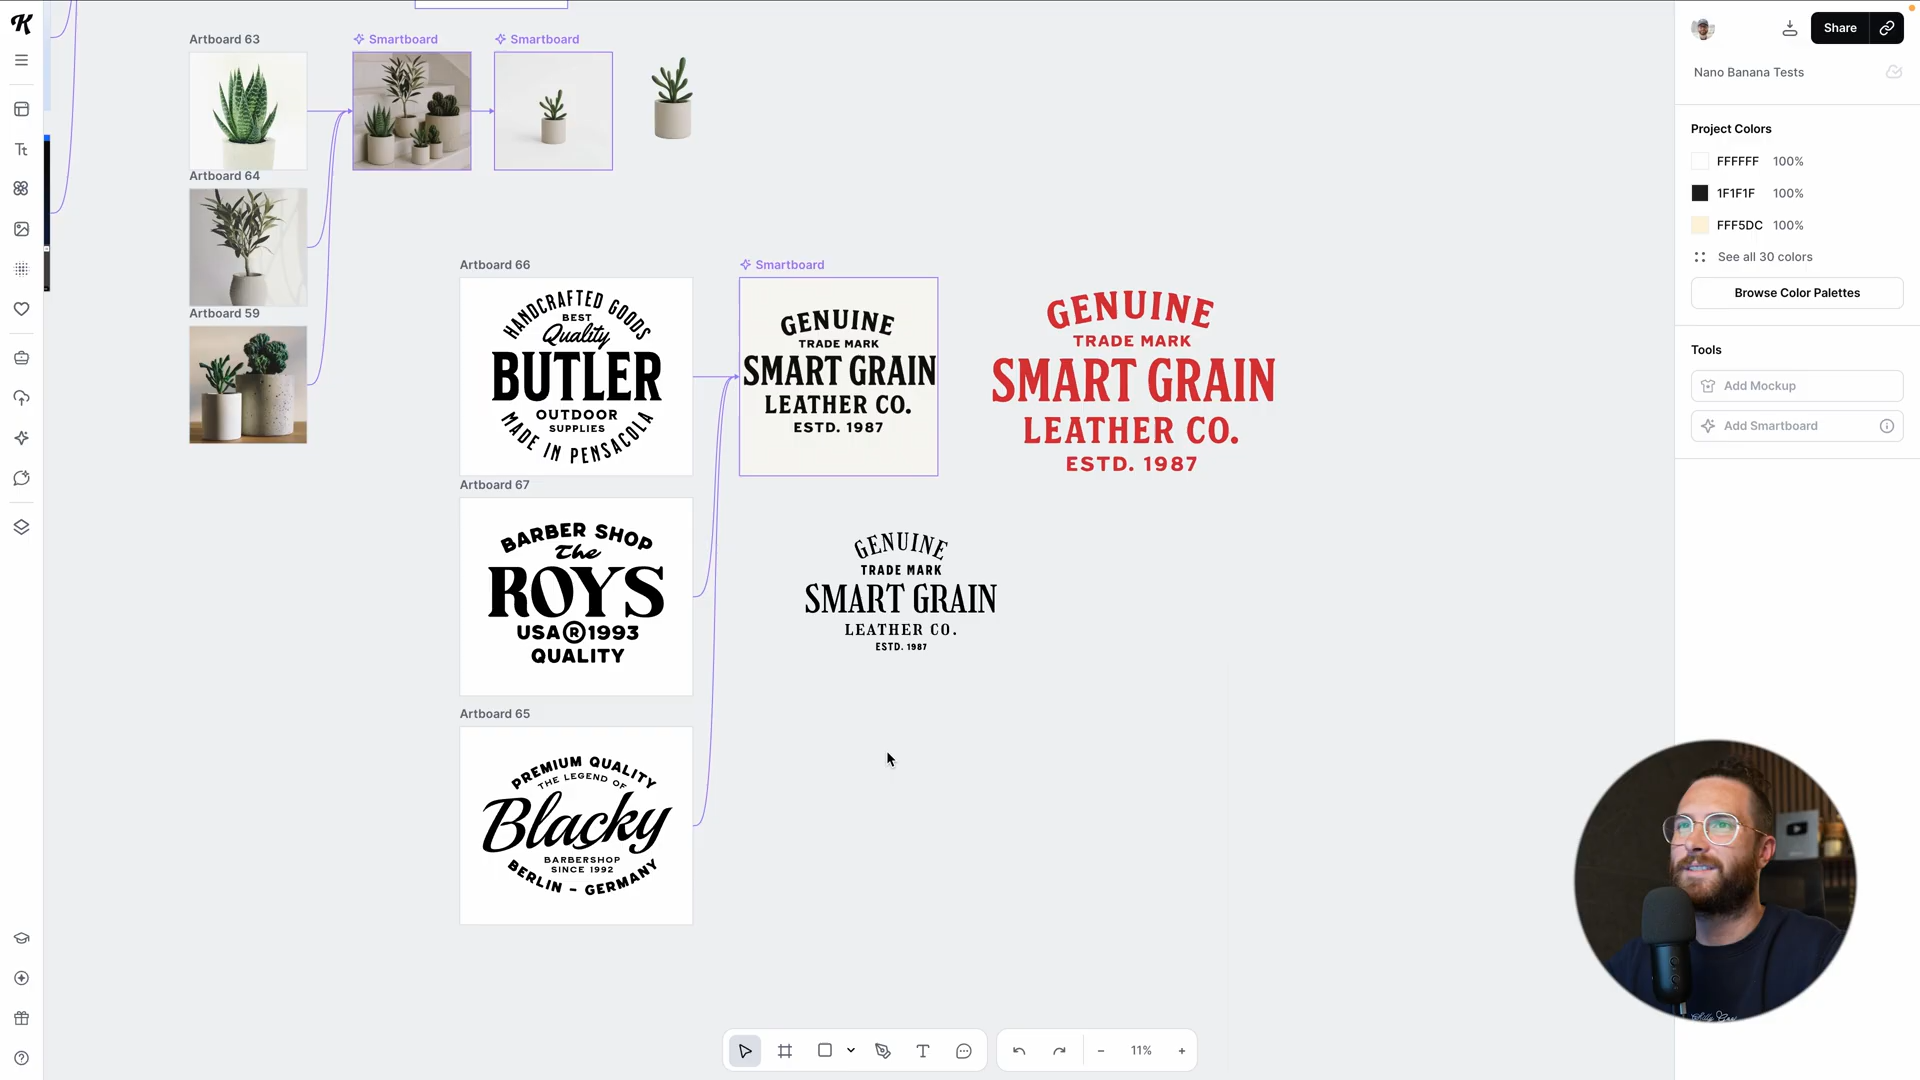 Artboard 63
Smartboard
Smartboard
Share
Nano Banana Tests
Project Colors
FFFFFF 100%
1F1F1F 100%
FFF5DC 100%
See all 30 colors
Browse Color Palettes
Tools
Add Mockup
Add Smartboard
Tt
Artboard 64
Artboard 59
Artboard 66
HANDCRAFTED GOODS
BEST
Quality
BUTLER
OUTDOOR
SUPPLIES
MADE IN PENSACOLA
Smartboard
GENUINE
TRADE MARK
SMART GRAIN
LEATHER CO.
ESTD. 1987
GENUINE
TRADE MARK
SMART GRAIN
LEATHER CO.
ESTD. 1987
Artboard 67
BARBER SHOP
The
ROYS
USA ® 1993
QUALITY
GENUINE
TRADE MARK
SMART GRAIN
LEATHER CO.
ESTD. 1987
Artboard 65
PREMIUM QUALITY
THE LEGEND OF
Blacky
BARBERSHOP
SINCE 1992
BERLIN - GERMANY
11%